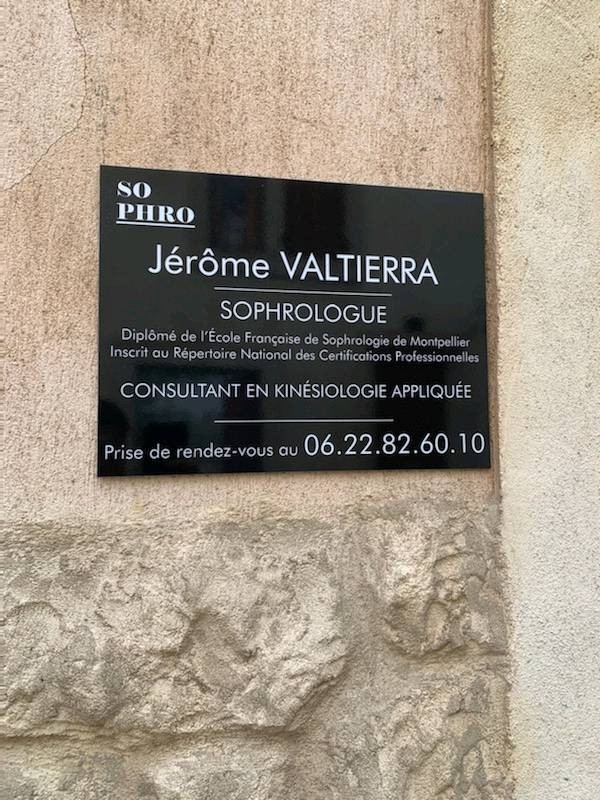 SO
PHRO
Jérôme VALTIERRA
SOPHROLOGUE
Diplômé de l'École Française de Sophrologie de Montpellier
Inscrit au Répertoire National des Certifications Professionnelles
CONSULTANT EN KINÉSIOLOGIE APPLIQUÉE
Prise de rendez-vous au 06.22.82.60.10